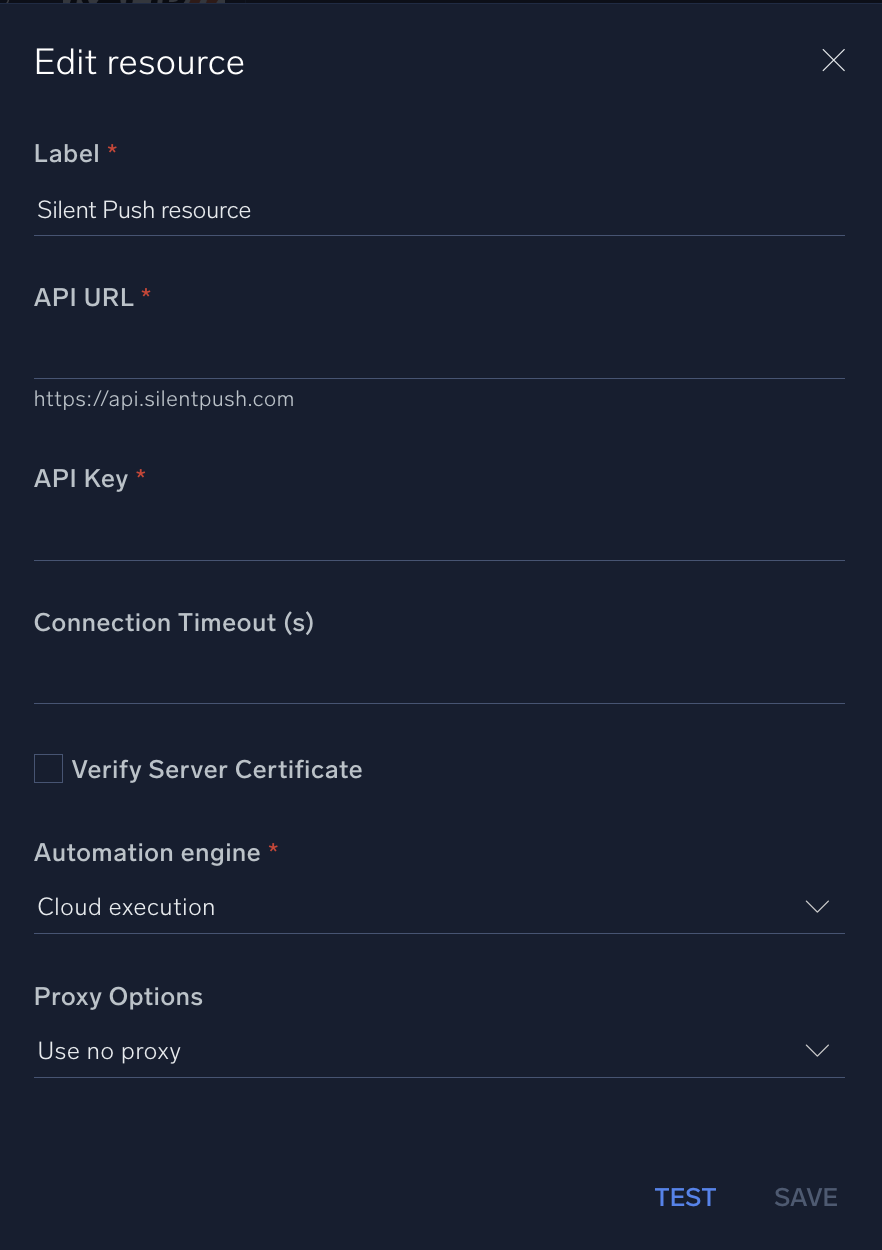 Edit resource
Label *
Silent Push resource
API URL *
https://api.silentpush.com
API Key *
Connection Timeout (s)
Verify Server Certificate
Automation engine *
Cloud execution
Proxy Options
Use no proxy
TEST SAVE